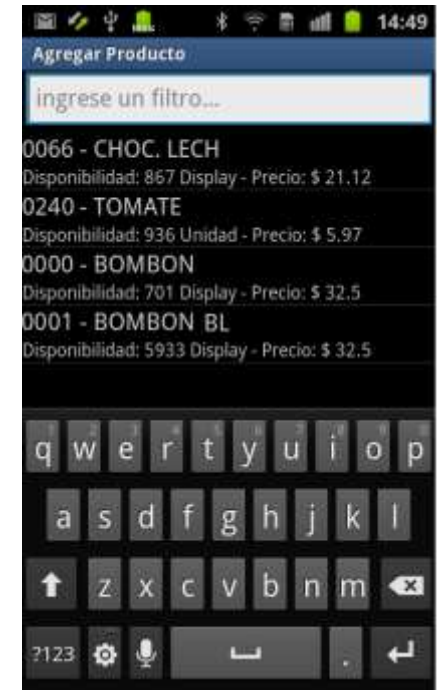 14:49
Agregar Producto
ingrese un filtro...
0066 - CHOC. LECH
Disponibilidad: 867 Display - Precio: $ 21.12
0240 - TOMATE
Disponibilidad: 936 Unidad - Precio: $ 5.97
0000 - BOMBON
Disponibilidad: 701 Display - Precio: $ 32.5
0001 - BOMBON BL
Disponibilidad: 5933 Display - Precio: $ 32.5
q w e r t y u i o p
a s d f g h j k l
z x c v b n m
?123 .